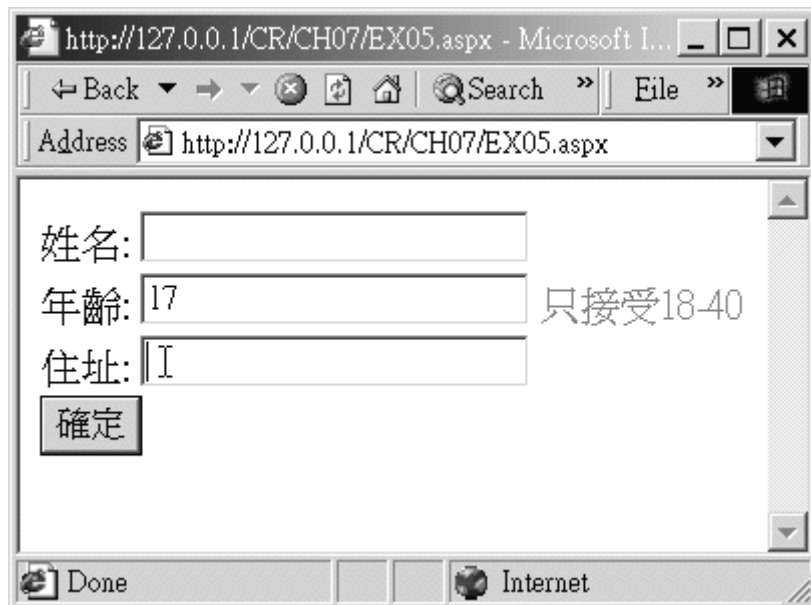 http://127.0.0.1/CR/CH07/EX05.aspx - Microsoft I...
Back Search » File »
Address http://127.0.0.1/CR/CH07/EX05.aspx
姓名:
年齡: 17 只接受18-40
住址:
確定
Done Internet